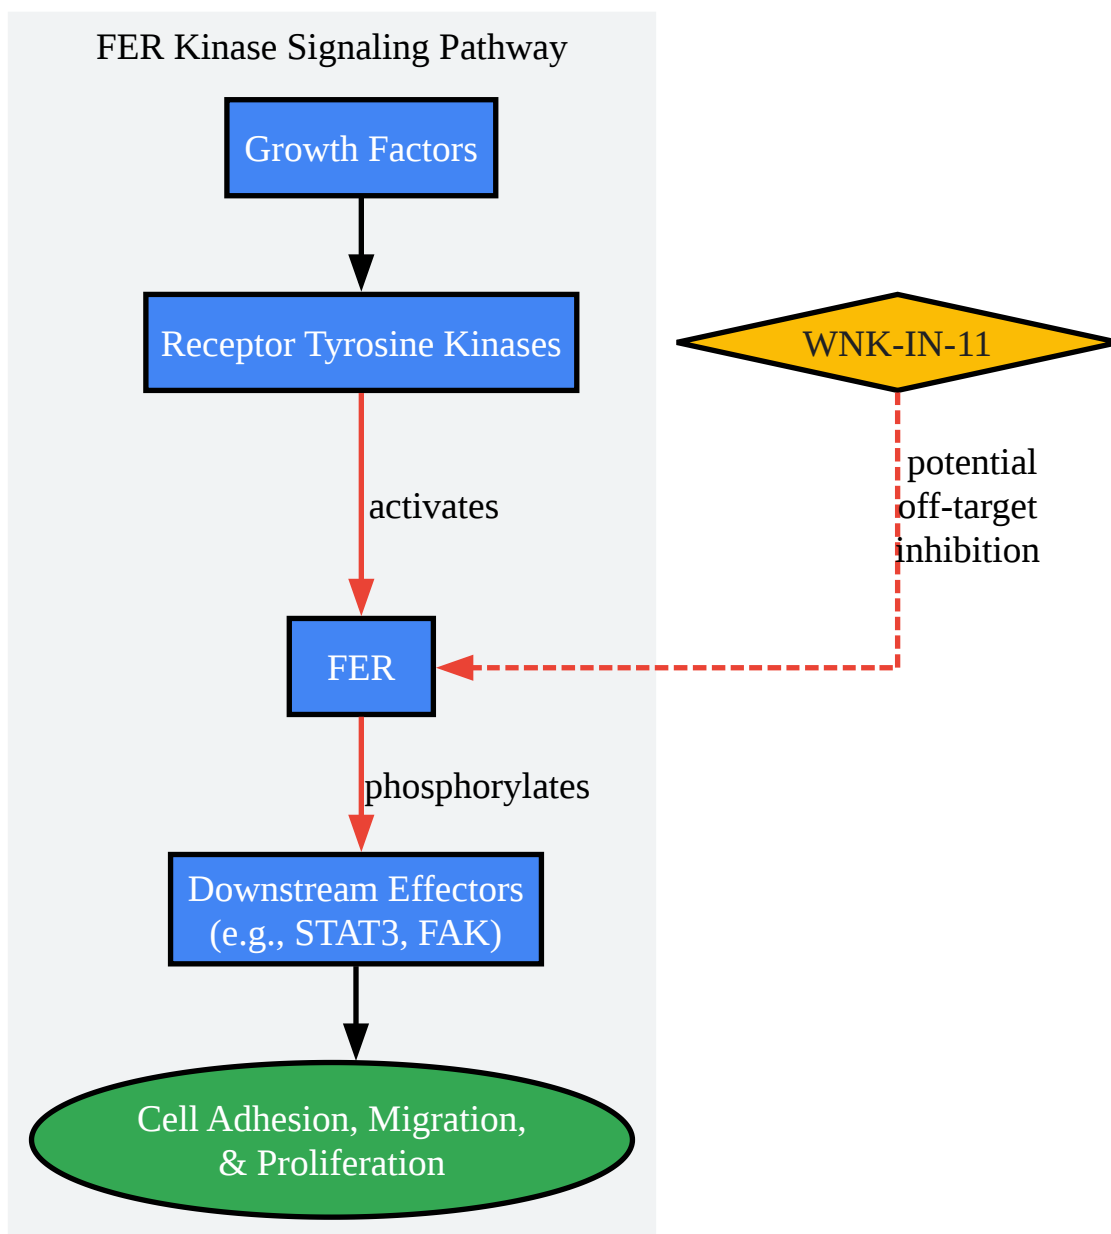 FER Kinase Signaling Pathway
Growth Factors
Receptor Tyrosine Kinases
WNK-IN-11
potential
off-target
inhibition
activates
FER
phosphorylates
Downstream Effectors
(e.g., STAT3, FAK)
Cell Adhesion, Migration,
& Proliferation